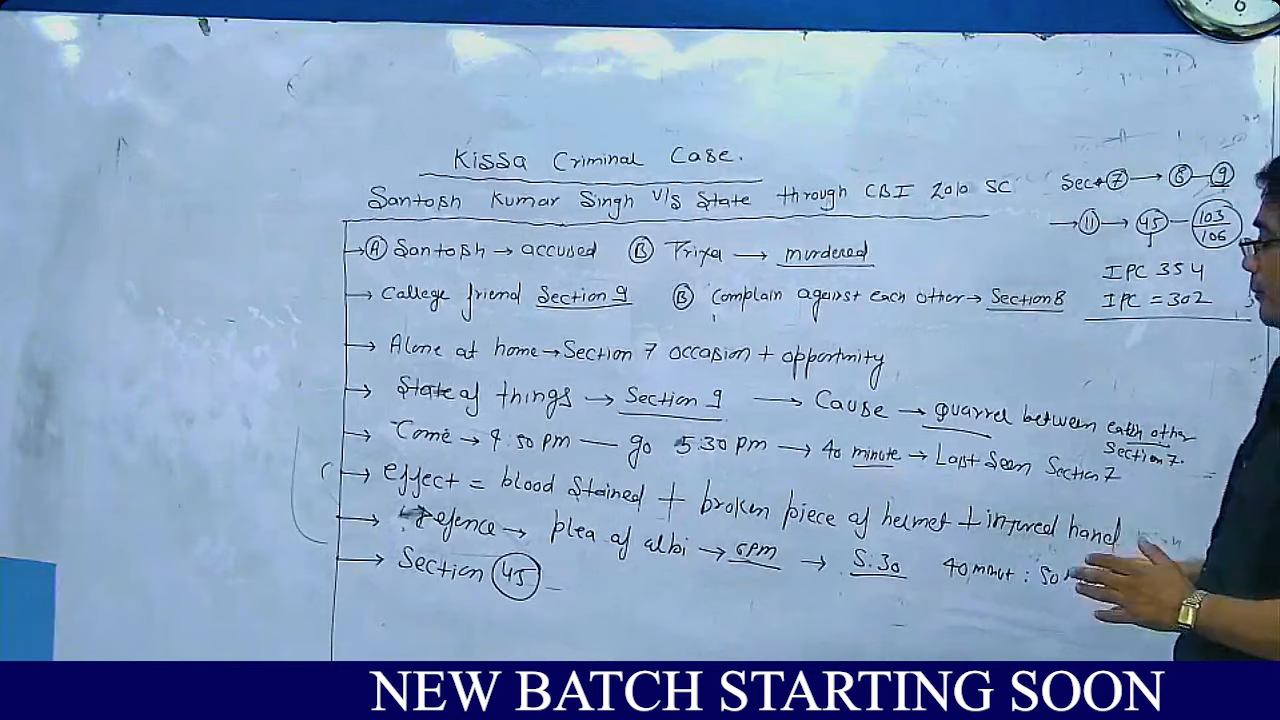 Kissa Criminal Case.
Santosh Kumar Singh V/s State through CBI 2010 SC
Sec → 7 → 8 – 9
→ 11 → 45 – 103/106
IPC 354
IPC = 302
→ A Santosh → accused B Priya → murdered
→ College friend Section 9 B Complain against each other → Section 8
→ Alone at home → Section 7 occasion + opportunity
→ State of things → Section 9 → Cause → quarrel between each other
Section 7.
→ Come → 4:50 pm — go 5:30 pm → 40 minute → Last Seen Section 7
→ Effect = blood stained + broken piece of helmet + injured hand
→ Defence → plea of albi → 6PM → 5:30 40 minut :
→ Section 45
6
NEW BATCH STARTING SOON